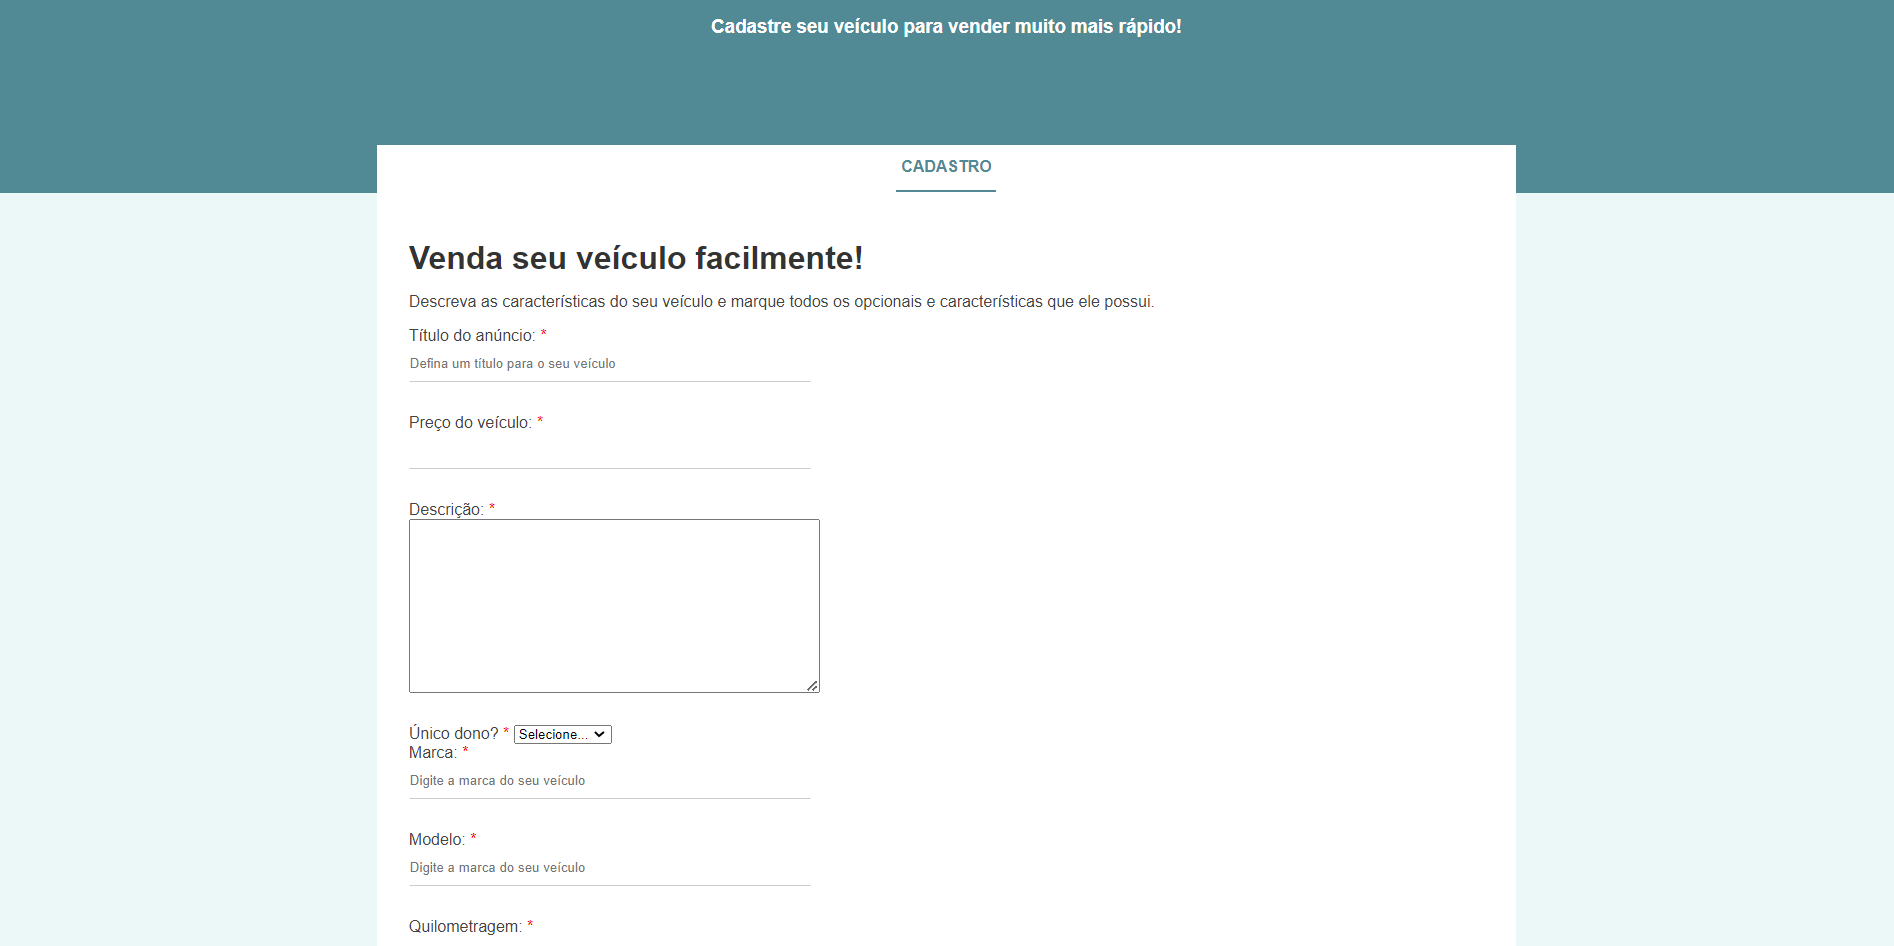 Cadastre seu veículo para vender muito mais rápido!
CADASTRO
Venda seu veículo facilmente!
Descreva as características do seu veículo e marque todos os opcionais e características que ele possui.
Título do anúncio: *
Defina um título para o seu veículo
Preço do veículo: *
Descrição: *
Único dono? * Selecione...
Marca: *
Digite a marca do seu veículo
Modelo: *
Digite a marca do seu veículo
Quilometragem: *